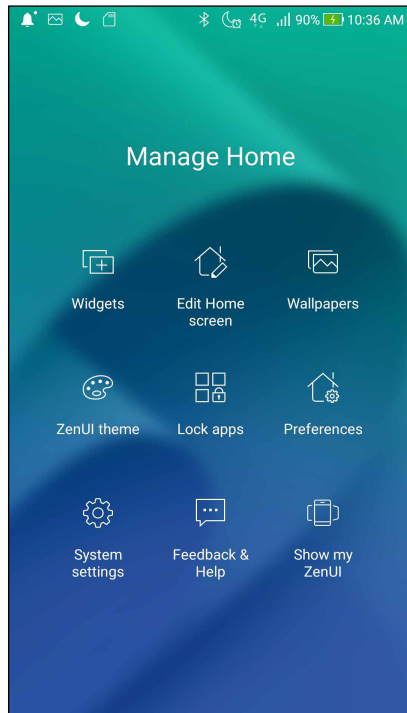 4G 90% 10:36 AM
Manage Home
Widgets
Edit Home
screen
Wallpapers
ZenUI theme
Lock apps
Preferences
System
settings
Feedback &
Help
Show my
ZenUI